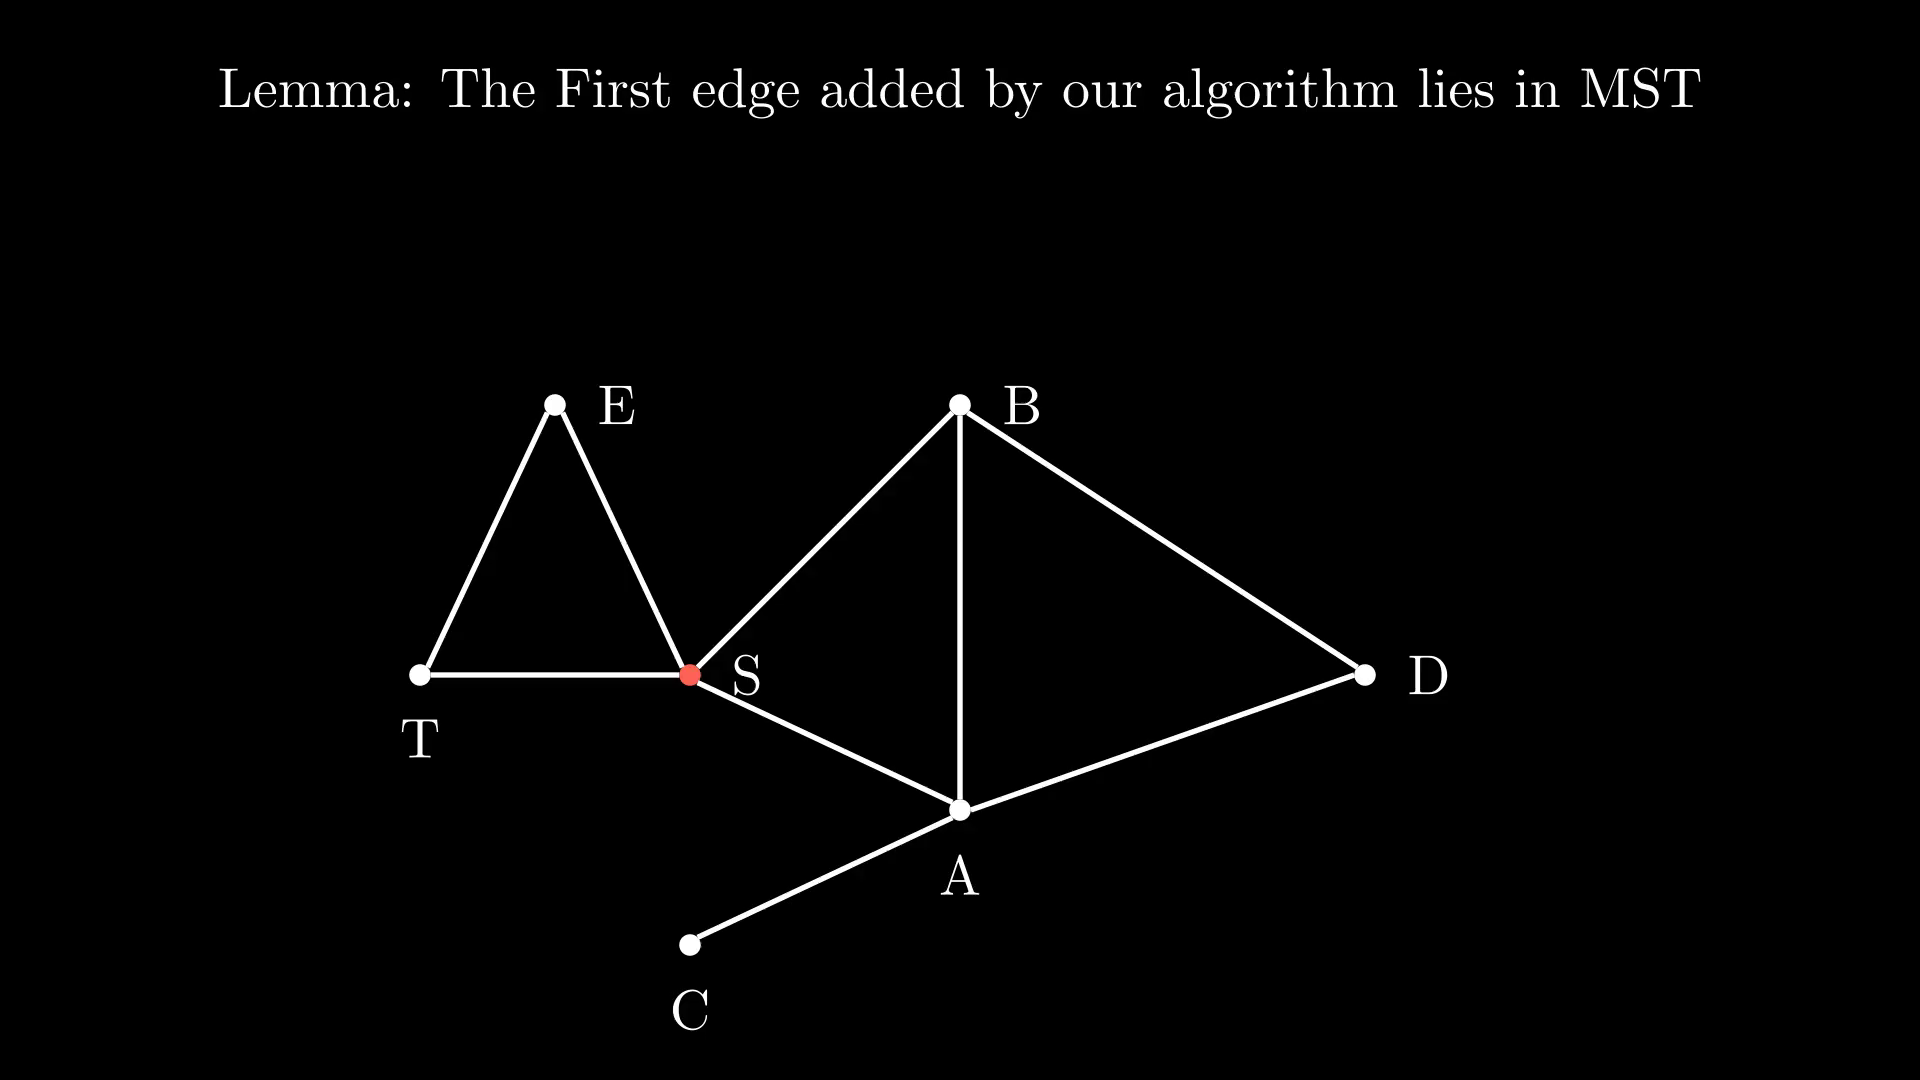 Lemma: The First edge added by our algorithm lies in MST
E
B
S
D
T
A
C